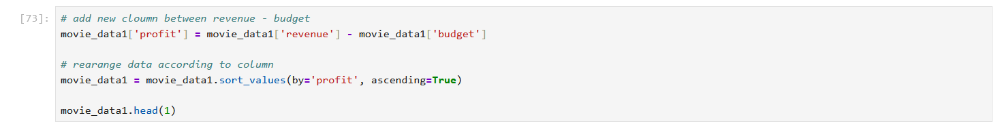 [73]: # add new cloumn between revenue - budget
movie_data1['profit'] = movie_data1['revenue'] - movie_data1['budget']
# rearange data according to column
movie_data1 = movie_data1.sort_values(by='profit', ascending=True)
movie_data1.head(1)